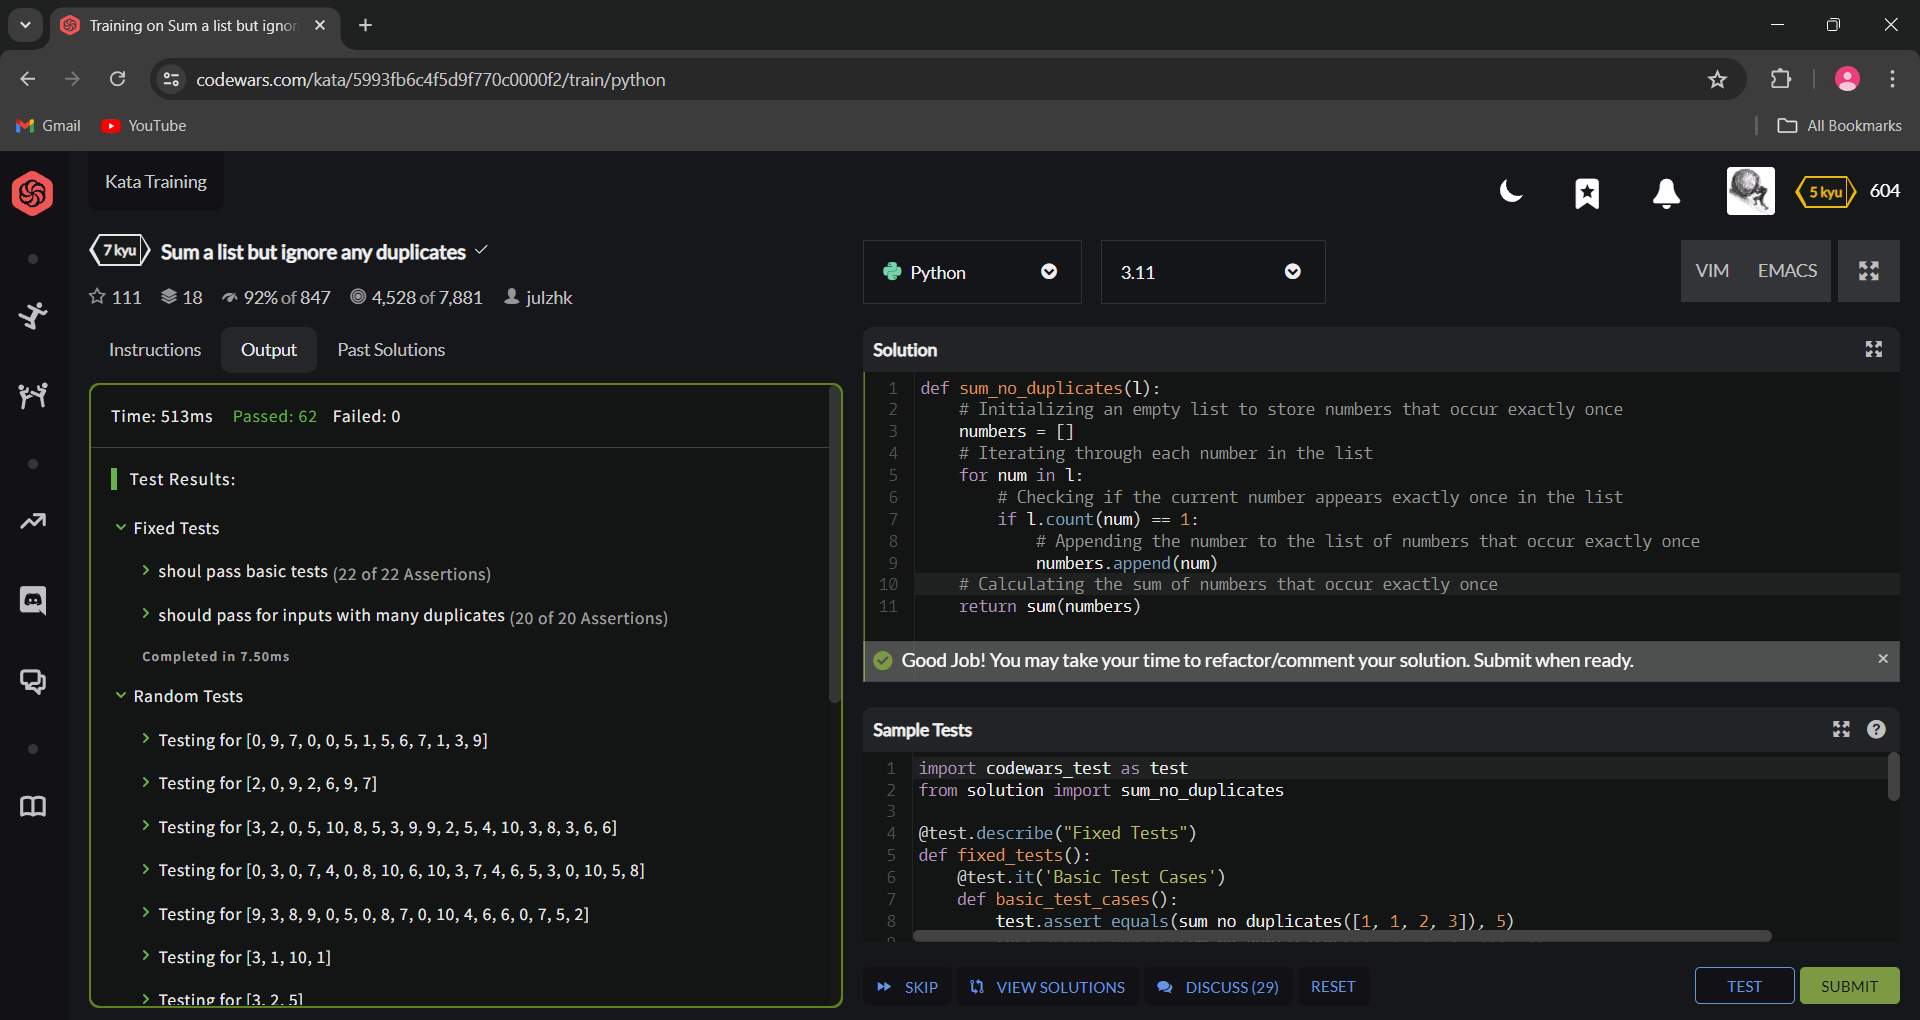 Training on Sum a list but ignor
codewars.com/kata/5993fb6c4f5d9f770c0000f2/train/python
Gmail YouTube All Bookmarks
Kata Training
5 kyu 604
7 kyu Sum a list but ignore any duplicates
111 18 92% of 847 4,528 of 7,881 julzhk
Python 3.11 VIM EMACS
Instructions Output Past Solutions
Time: 513ms Passed: 62 Failed: 0
Test Results:
Fixed Tests
shoul pass basic tests (22 of 22 Assertions)
should pass for inputs with many duplicates (20 of 20 Assertions)
Completed in 7.50ms
Random Tests
Testing for [0, 9, 7, 0, 0, 5, 1, 5, 6, 7, 1, 3, 9]
Testing for [2, 0, 9, 2, 6, 9, 7]
Testing for [3, 2, 0, 5, 10, 8, 5, 3, 9, 9, 2, 5, 4, 10, 3, 8, 3, 6, 6]
Testing for [0, 3, 0, 7, 4, 0, 8, 10, 6, 10, 3, 7, 4, 6, 5, 3, 0, 10, 5, 8]
Testing for [9, 3, 8, 9, 0, 5, 0, 8, 7, 0, 10, 4, 6, 6, 0, 7, 5, 2]
Testing for [3, 1, 10, 1]
Testing for [3, 2, 5]
Solution
1 def sum_no_duplicates(l):
2 # Initializing an empty list to store numbers that occur exactly once
3 numbers = []
4 # Iterating through each number in the list
5 for num in l:
6 # Checking if the current number appears exactly once in the list
7 if l.count(num) == 1:
8 # Appending the number to the list of numbers that occur exactly once
9 numbers.append(num)
10 # Calculating the sum of numbers that occur exactly once
11 return sum(numbers)
Good Job! You may take your time to refactor/comment your solution. Submit when ready.
Sample Tests
1 import codewars_test as test
2 from solution import sum_no_duplicates
3
4 @test.describe("Fixed Tests")
5 def fixed_tests():
6 @test.it('Basic Test Cases')
7 def basic_test_cases():
8 test.assert_equals(sum_no_duplicates([1, 1, 2, 3]), 5)
SKIP VIEW SOLUTIONS DISCUSS (29) RESET TEST SUBMIT